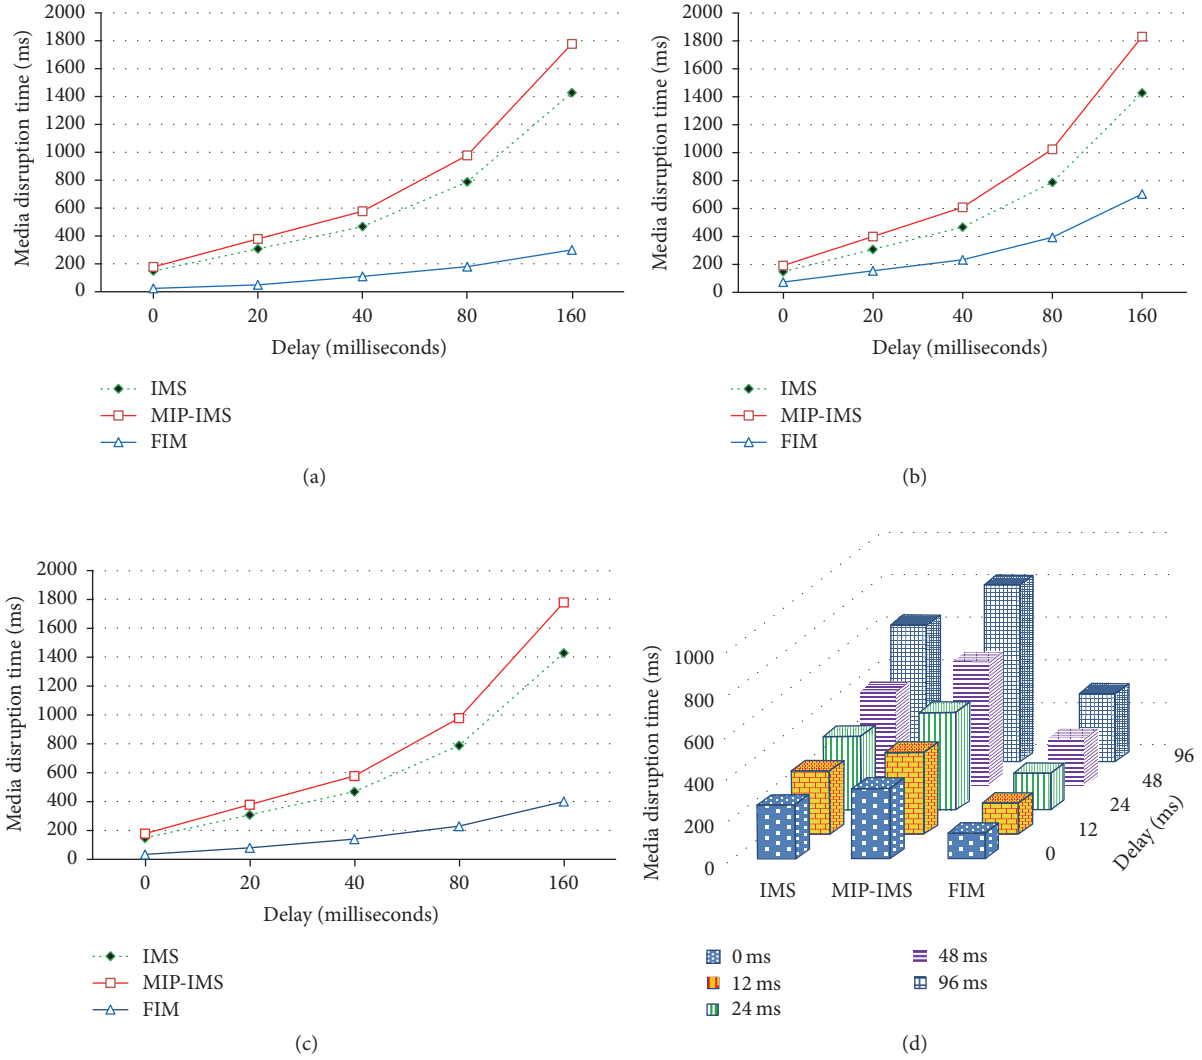 2000
1800
1600
1400
1200
1000
800
600
400
200
0
Media disruption time (ms)
0 20 40 80 160
Delay (milliseconds)
IMS
MIP-IMS
FIM
(a)
2000
1800
1600
1400
1200
1000
800
600
400
200
0
Media disruption time (ms)
0 20 40 80 160
Delay (milliseconds)
IMS
MIP-IMS
FIM
(b)
2000
1800
1600
1400
1200
1000
800
600
400
200
0
Media disruption time (ms)
0 20 40 80 160
Delay (milliseconds)
IMS
MIP-IMS
FIM
(c)
1000
800
600
400
200
0
Media disruption time (ms)
IMS MIP-IMS FIM
0
12
24
48
96
Delay (ms)
0 ms
12 ms
24 ms
48 ms
96 ms
(d)